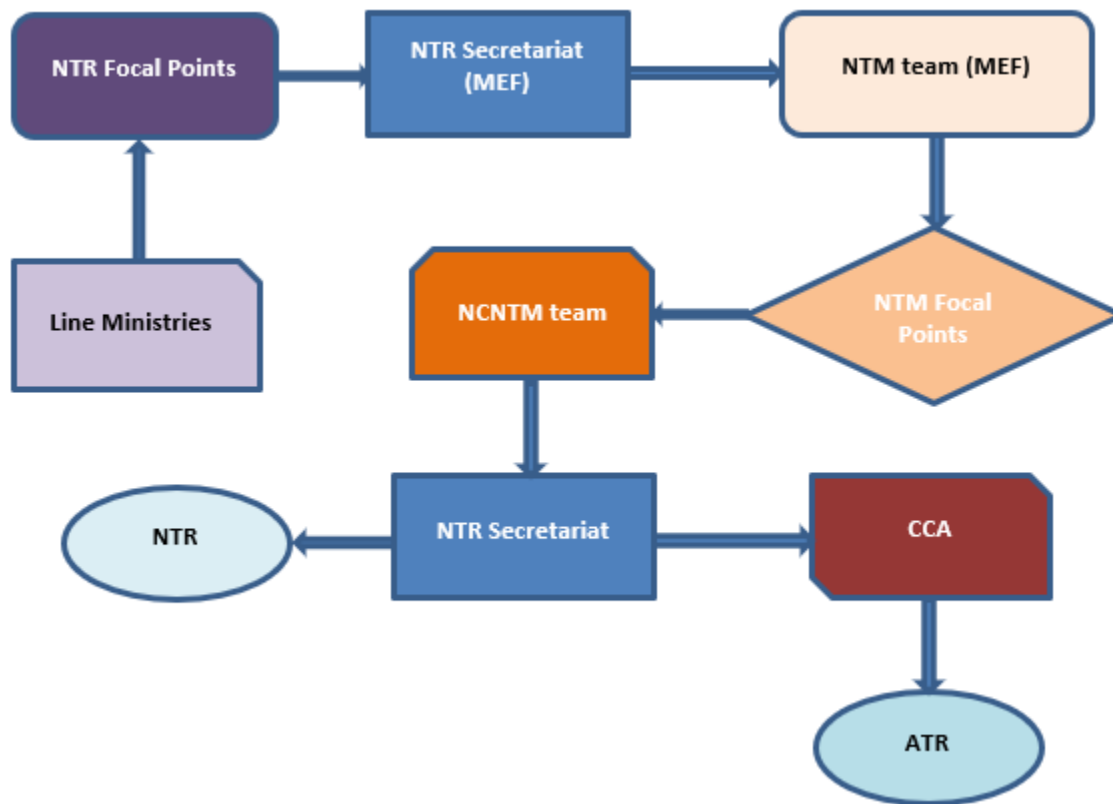 NTR Focal Points
NTR Secretariat
(MEF)
NTM team (MEF)
Line Ministries
NCNTM team
NTM Focal
Points
NTR
NTR Secretariat
CCA
ATR